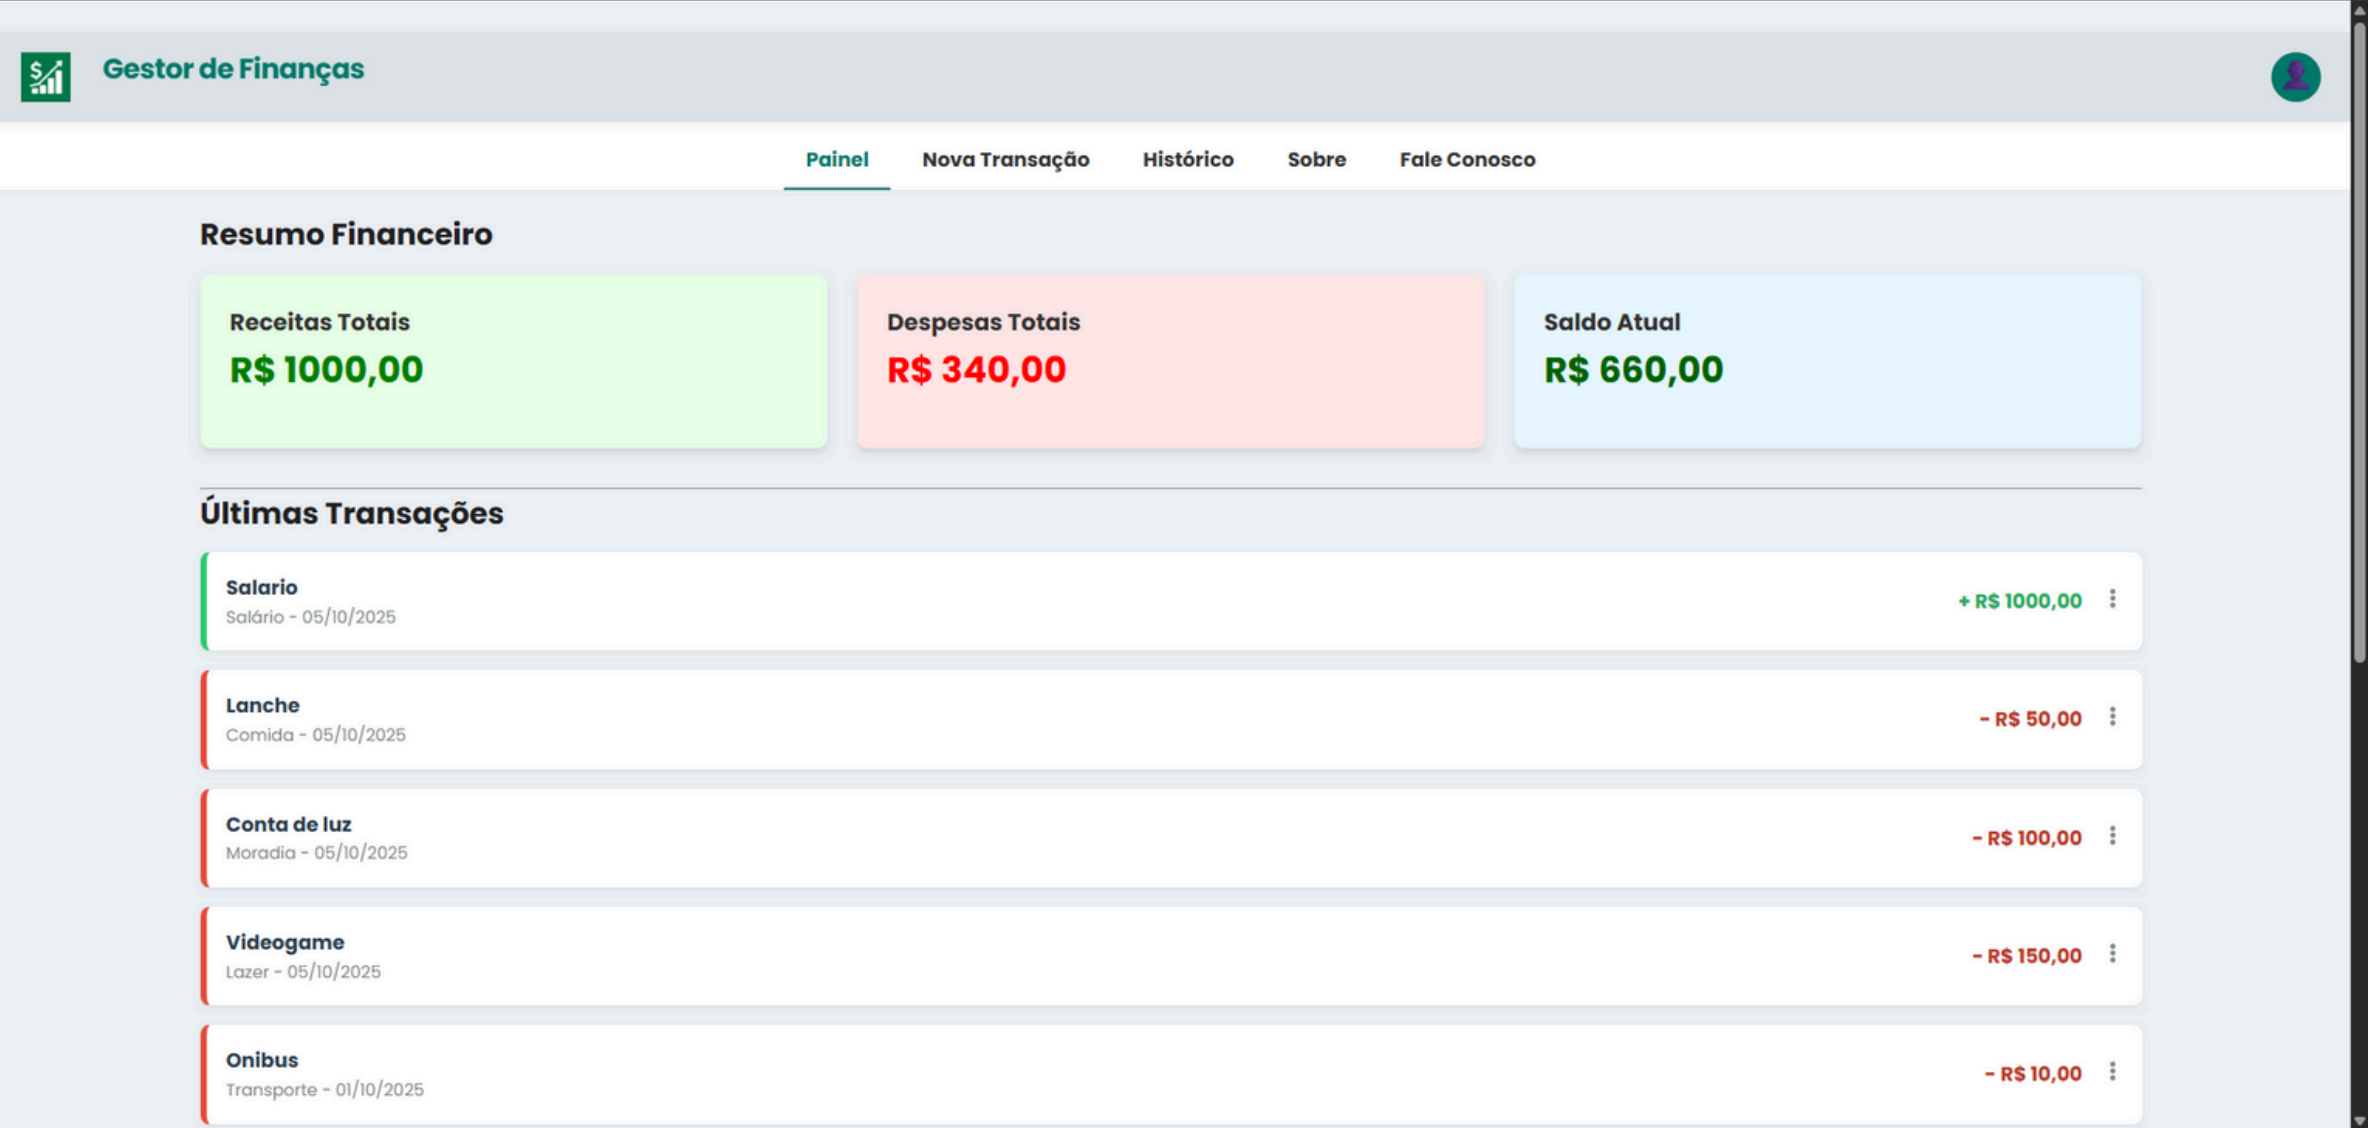 Gestor de Finanças
Painel Nova Transação Histórico Sobre Fale Conosco
Resumo Financeiro
Receitas Totais
R$ 1000,00
Despesas Totais
R$ 340,00
Saldo Atual
R$ 660,00
Últimas Transações
Salario
Salário - 05/10/2025
+ R$ 1000,00
Lanche
Comida - 05/10/2025
- R$ 50,00
Conta de luz
Moradia - 05/10/2025
- R$ 100,00
Videogame
Lazer - 05/10/2025
- R$ 150,00
Onibus
Transporte - 01/10/2025
- R$ 10,00